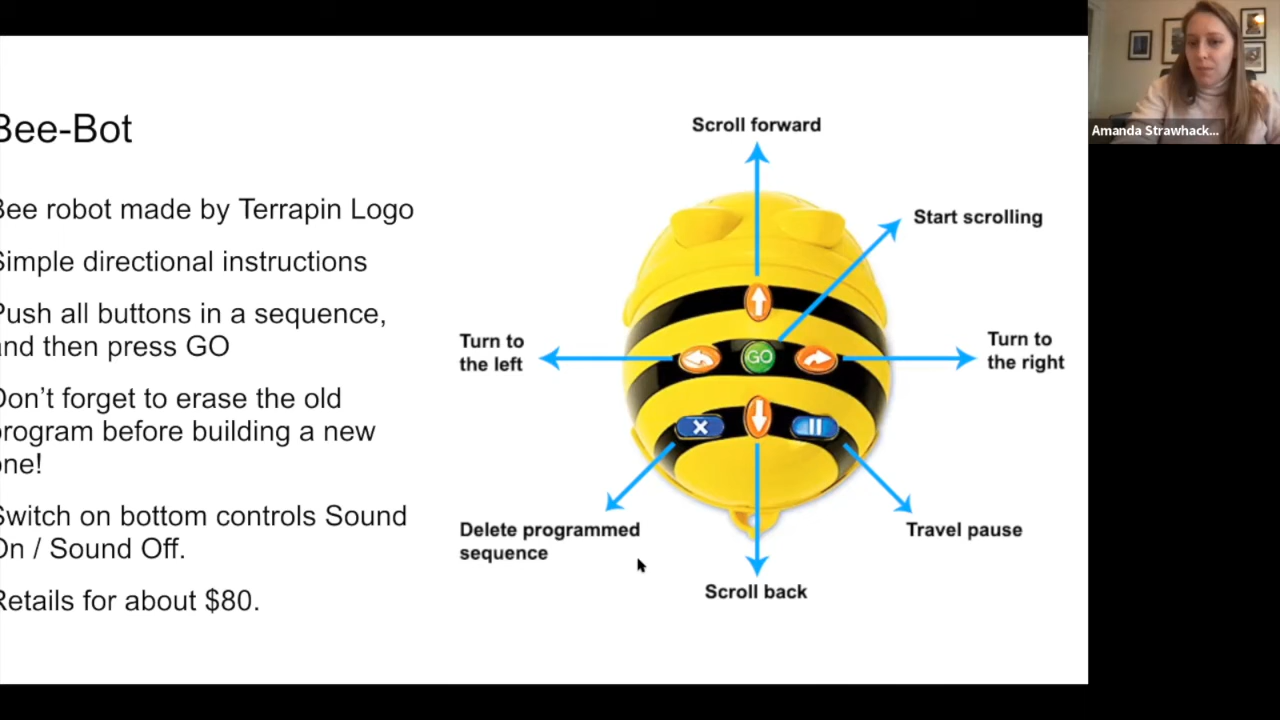 Bee-Bot
Bee robot made by Terrapin Logo
Simple directional instructions
Push all buttons in a sequence,
and then press GO
Don't forget to erase the old
program before building a new
one!
Switch on bottom controls Sound
On / Sound Off.
Retails for about $80.
Scroll forward
Start scrolling
Turn to
the left
GO
Turn to
the right
Delete programmed
sequence
Travel pause
Scroll back
Amanda Strawhack...